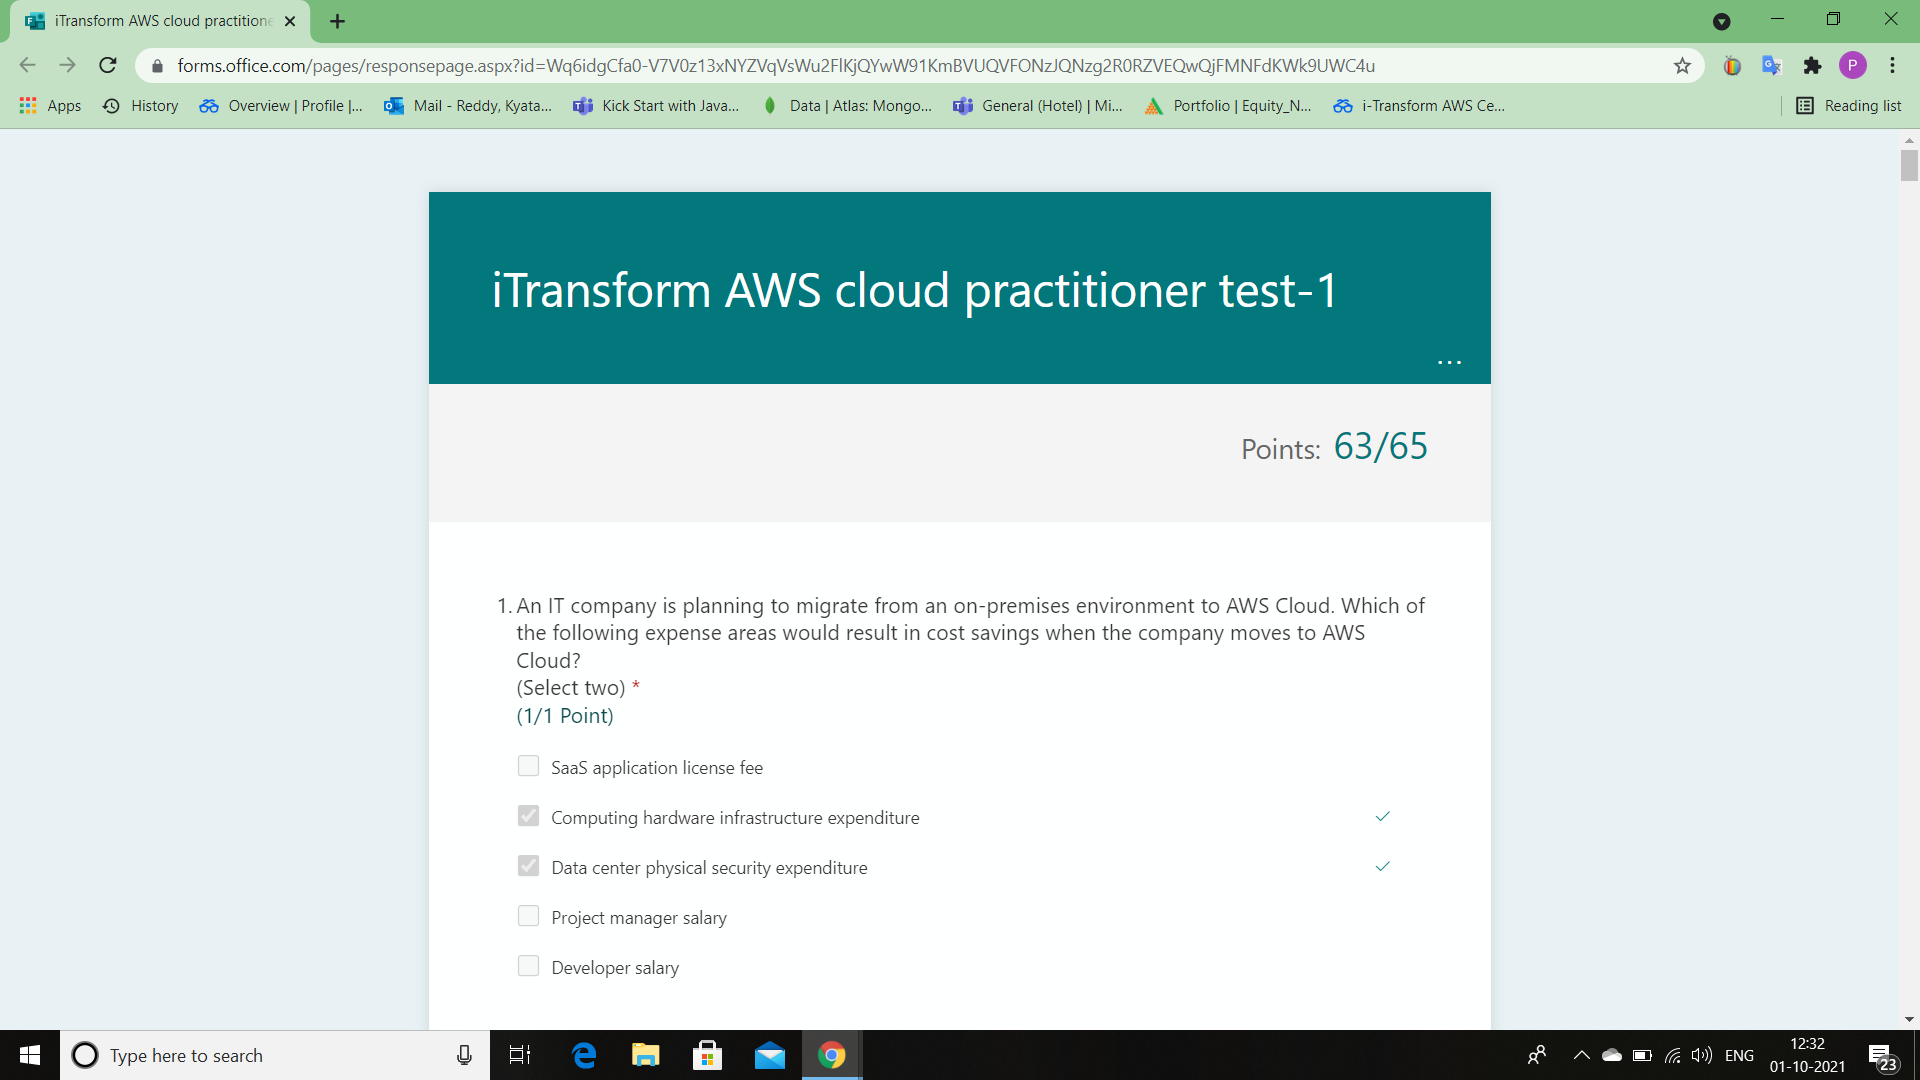 iTransform AWS cloud practitione
forms.office.com/pages/responsepage.aspx?id=Wq6idgCfa0-V7V0z13xNYZVqVsWu2FlKjQYwW91KmBVUQVFONzJQNzg2R0RZVEQwQjFMNFdKWk9UWC4u
P
Apps History Overview | Profile |... Mail - Reddy, Kyata... Kick Start with Java... Data | Atlas: Mongo... General (Hotel) | Mi... Portfolio | Equity_N... i-Transform AWS Ce... Reading list
iTransform AWS cloud practitioner test-1
...
Points: 63/65
1. An IT company is planning to migrate from an on-premises environment to AWS Cloud. Which of
the following expense areas would result in cost savings when the company moves to AWS
Cloud?
(Select two) *
(1/1 Point)
SaaS application license fee
Computing hardware infrastructure expenditure
Data center physical security expenditure
Project manager salary
Developer salary
Type here to search
ENG
12:32
01-10-2021
23